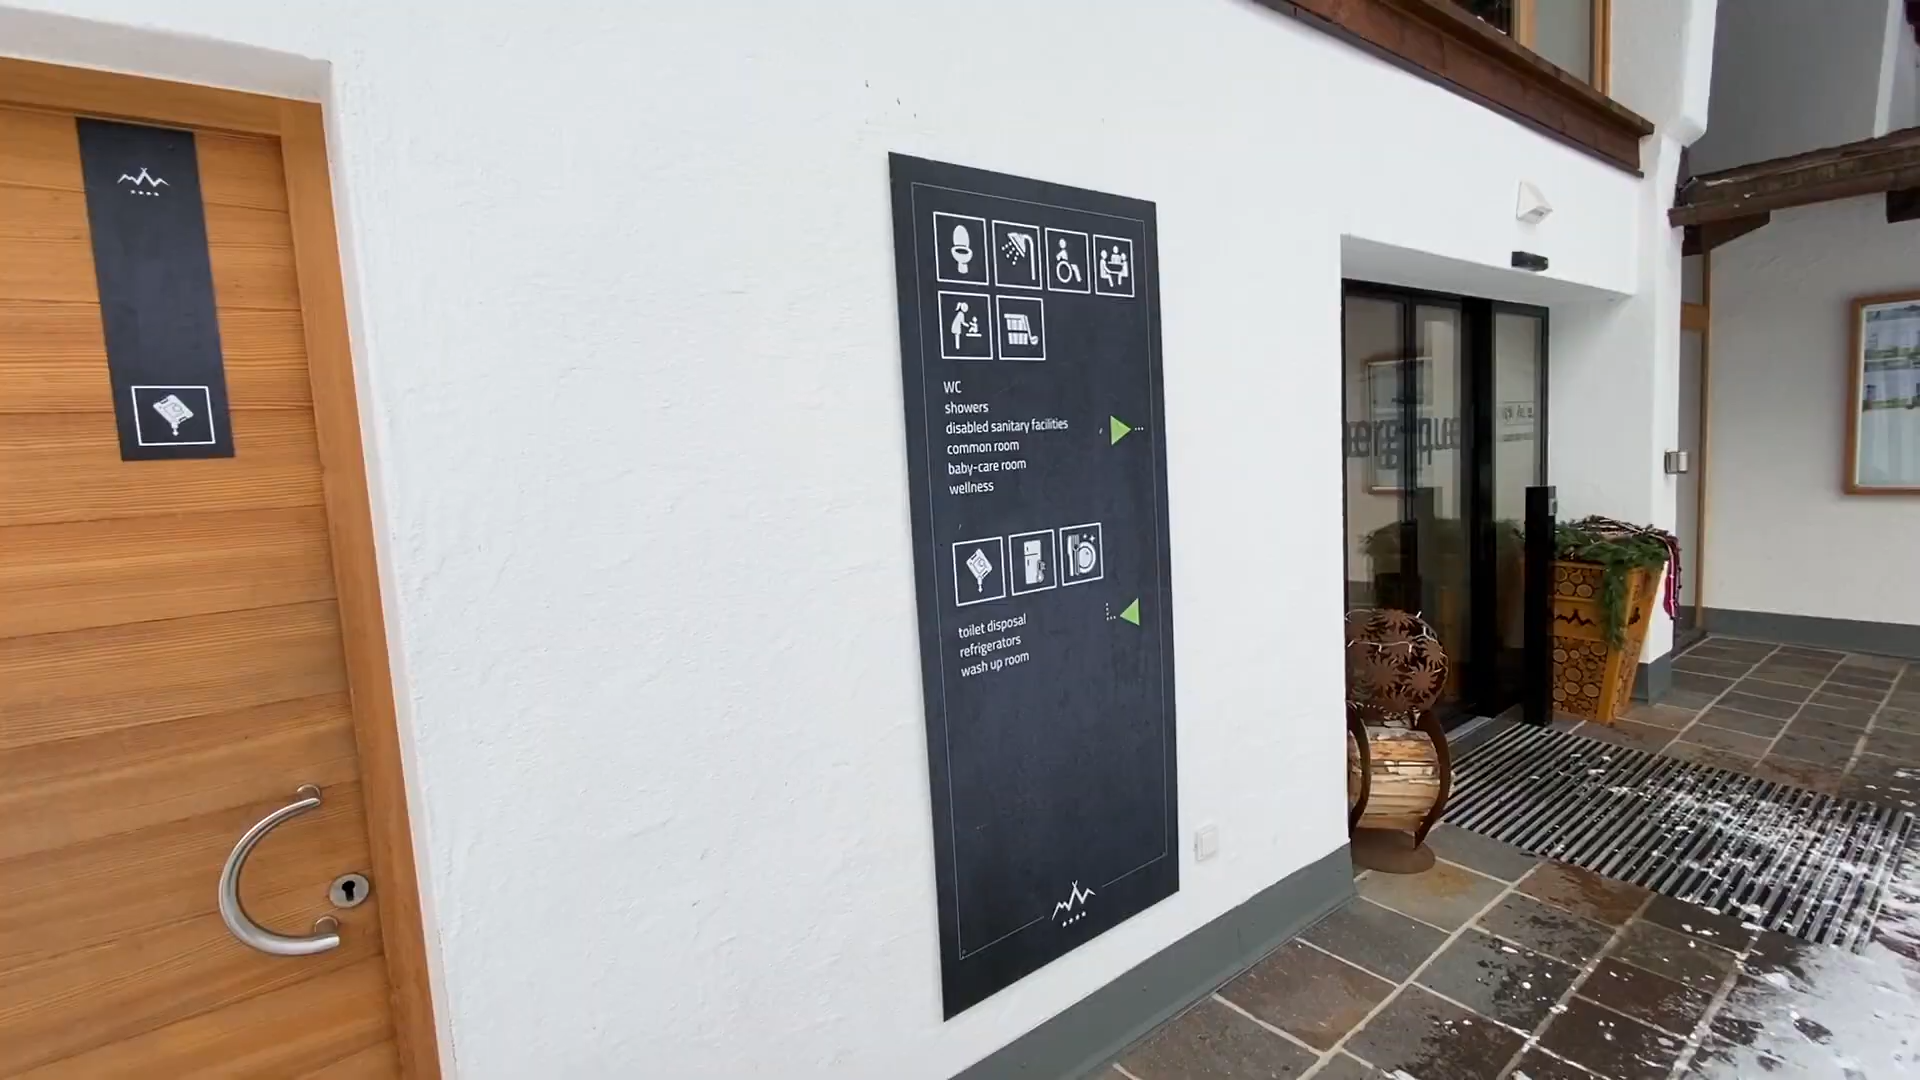 WC
showers
disabled sanitary facilities
common room
baby-care room
wellness
toilet disposal
refrigerators
wash up room